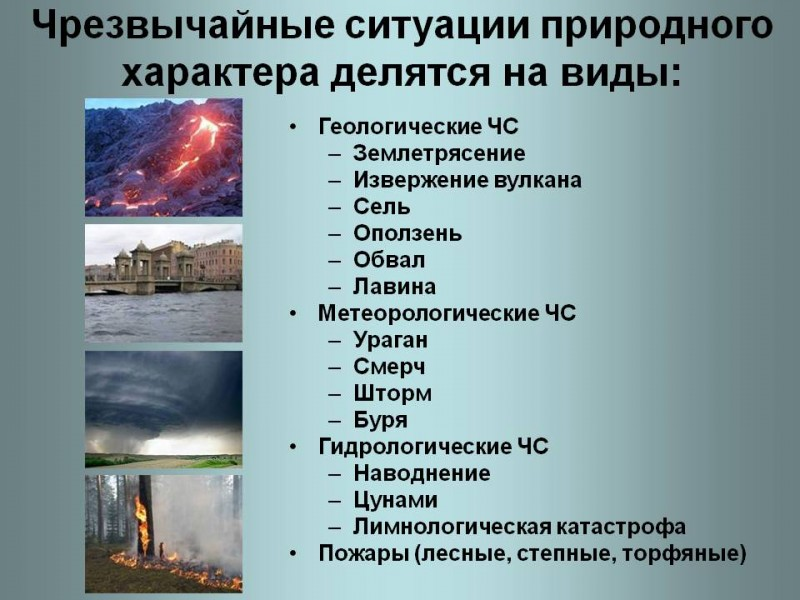 Чрезвычайные ситуации природного
характера делятся на виды:
• Геологические ЧС
– Землетрясение
– Извержение вулкана
– Сель
– Оползень
– Обвал
– Лавина
• Метеорологические ЧС
– Ураган
– Смерч
– Шторм
– Буря
• Гидрологические ЧС
– Наводнение
– Цунами
– Лимнологическая катастрофа
• Пожары (лесные, степные, торфяные)